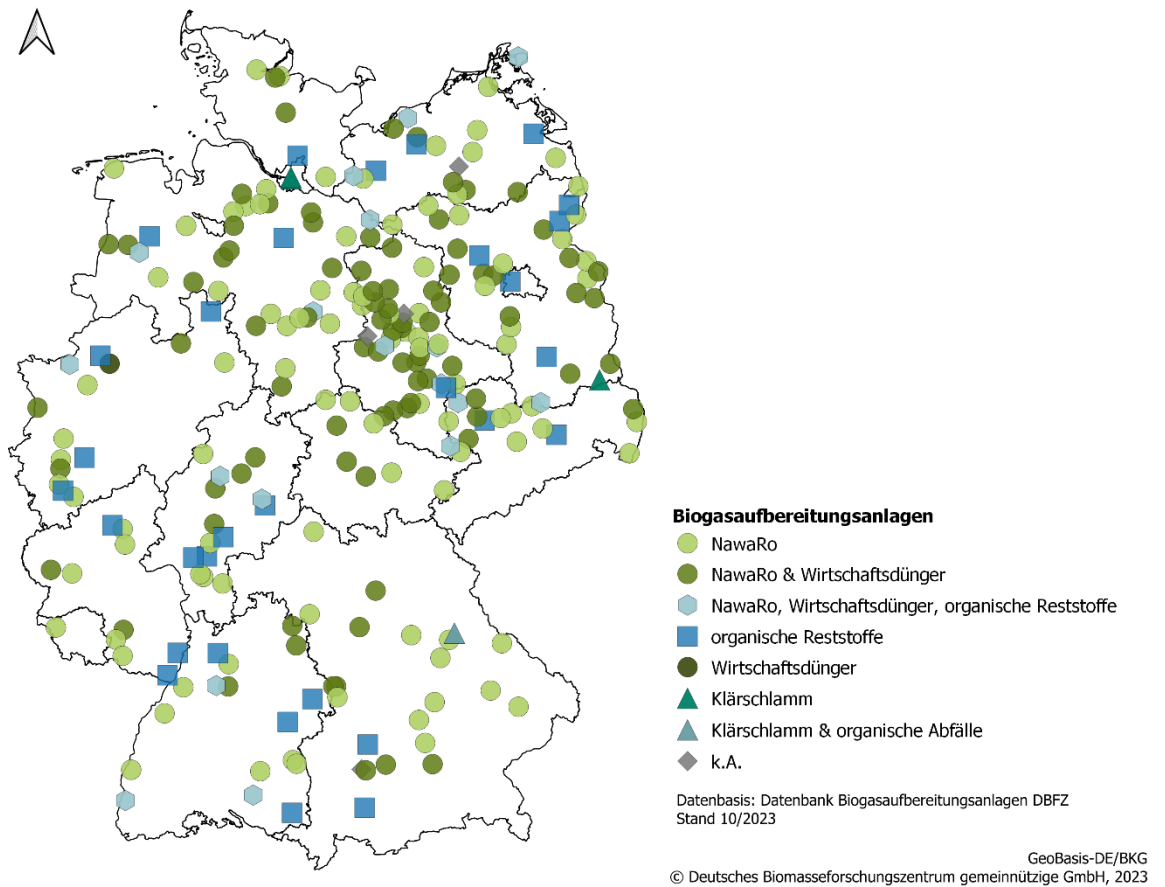 Biogasaufbereitungsanlagen
NawaRo
NawaRo & Wirtschaftsdünger
NawaRo, Wirtschaftsdünger, organische Reststoffe
organische Reststoffe
Wirtschaftsdünger
Klärschlamm
Klärschlamm & organische Abfälle
k.A.
Datenbasis: Datenbank Biogasaufbereitungsanlagen DBFZ
Stand 10/2023
GeoBasis-DE/BKG
© Deutsches Biomasseforschungszentrum gemeinnützige GmbH, 2023